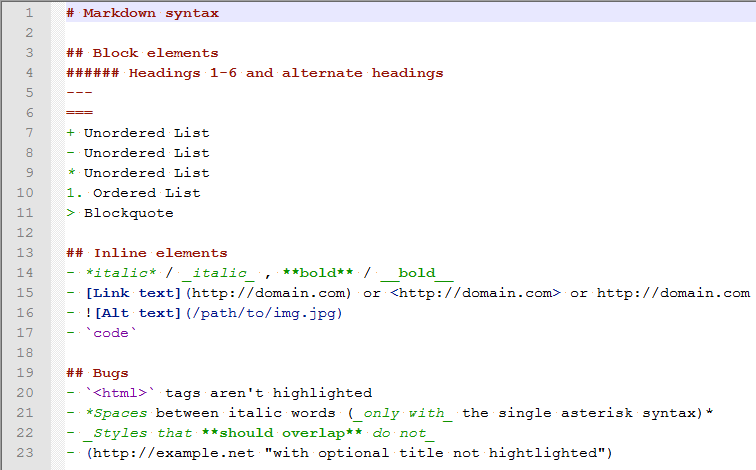 1 # Markdown syntax
2
3 ## Block elements
4 ###### Headings 1-6 and alternate headings
5 ---
6 ===
7 + Unordered List
8 - Unordered List
9 * Unordered List
10 1. Ordered List
11 > Blockquote
12
13 ## Inline elements
14 - *italic* / _italic_ , **bold** / __bold__
15 - [Link text](http://domain.com) or <http://domain.com> or http://domain.com
16 - ![Alt text](/path/to/img.jpg)
17 - `code`
18
19 ## Bugs
20 - `<html>` tags aren't highlighted
21 - *Spaces between italic words (_only with_ the single asterisk syntax)*
22 - _Styles that **should overlap** do not_
23 - (http://example.net "with optional title not hightlighted")